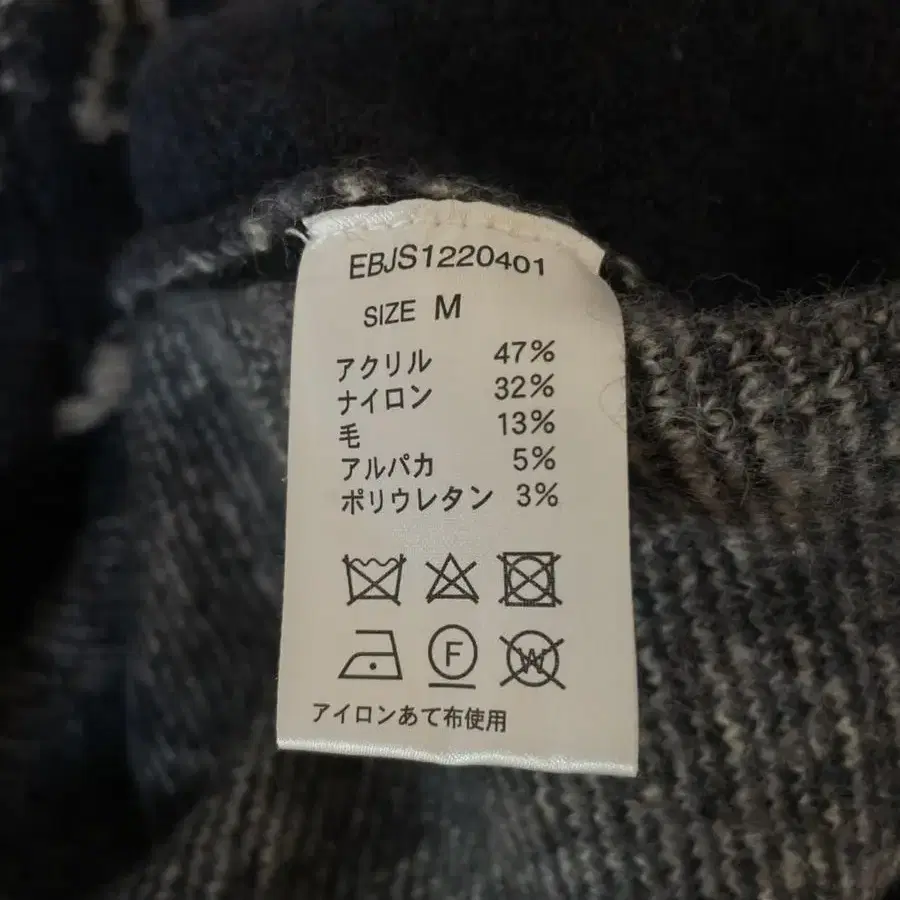 EBJS1220401
SIZE M
アクリル 47%
ナイロン 32%
毛 13%
アルパカ 5%
ポリウレタン 3%
F W
アイロンあて布使用